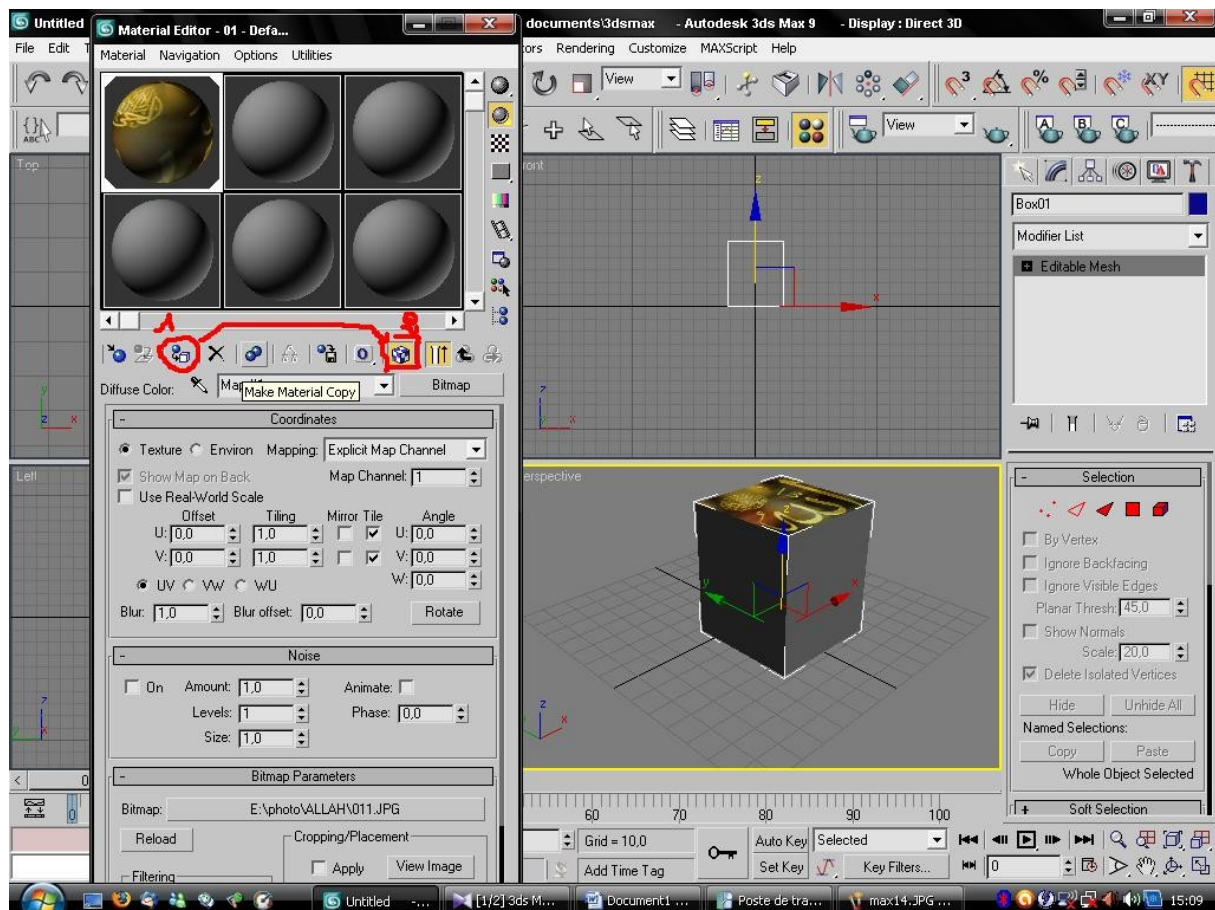 Untitled
Material Editor - 01 - Defa...
documents\3dsmax - Autodesk 3ds Max 9 - Display : Direct 3D
File Edit T
Material Navigation Options Utilities
ors Rendering Customize MAXScript Help
View
3
%
XY
{}
ABC
View
A
B
C
Top
ront
z
x
1
2
Box01
Modifier List
Editable Mesh
Diffuse Color:
Make Material Copy
Bitmap
Coordinates
Texture Environ Mapping: Explicit Map Channel
Show Map on Back Map Channel: 1
Use Real-World Scale
Offset Tiling Mirror Tile Angle
U: 0,0 1,0 U: 0,0
V: 0,0 1,0 V: 0,0
UV VW WU W: 0,0
Blur: 1,0 Blur offset: 0,0 Rotate
Noise
On Amount: 1,0 Animate:
Levels: 1 Phase: 0,0
Size: 1,0
Bitmap Parameters
Bitmap: E:\photo\ALLAH\011.JPG
Reload Cropping/Placement
Apply View Image
Filtering
y
z x
z
x
Left
z
y
erspective
z
y
x
z
x
Selection
By Vertex
Ignore Backfacing
Ignore Visible Edges
Planar Thresh: 45,0
Show Normals
Scale: 20,0
Delete Isolated Vertices
Hide Unhide All
Named Selections:
Copy Paste
Whole Object Selected
Soft Selection
0
0
60 70 80 90 100
Grid = 10,0 Auto Key Selected
Add Time Tag Set Key Key Filters... 0
Untitled -... [1/2] 3ds M... Document1 ... Poste de tra... max14.JPG ... 15:09